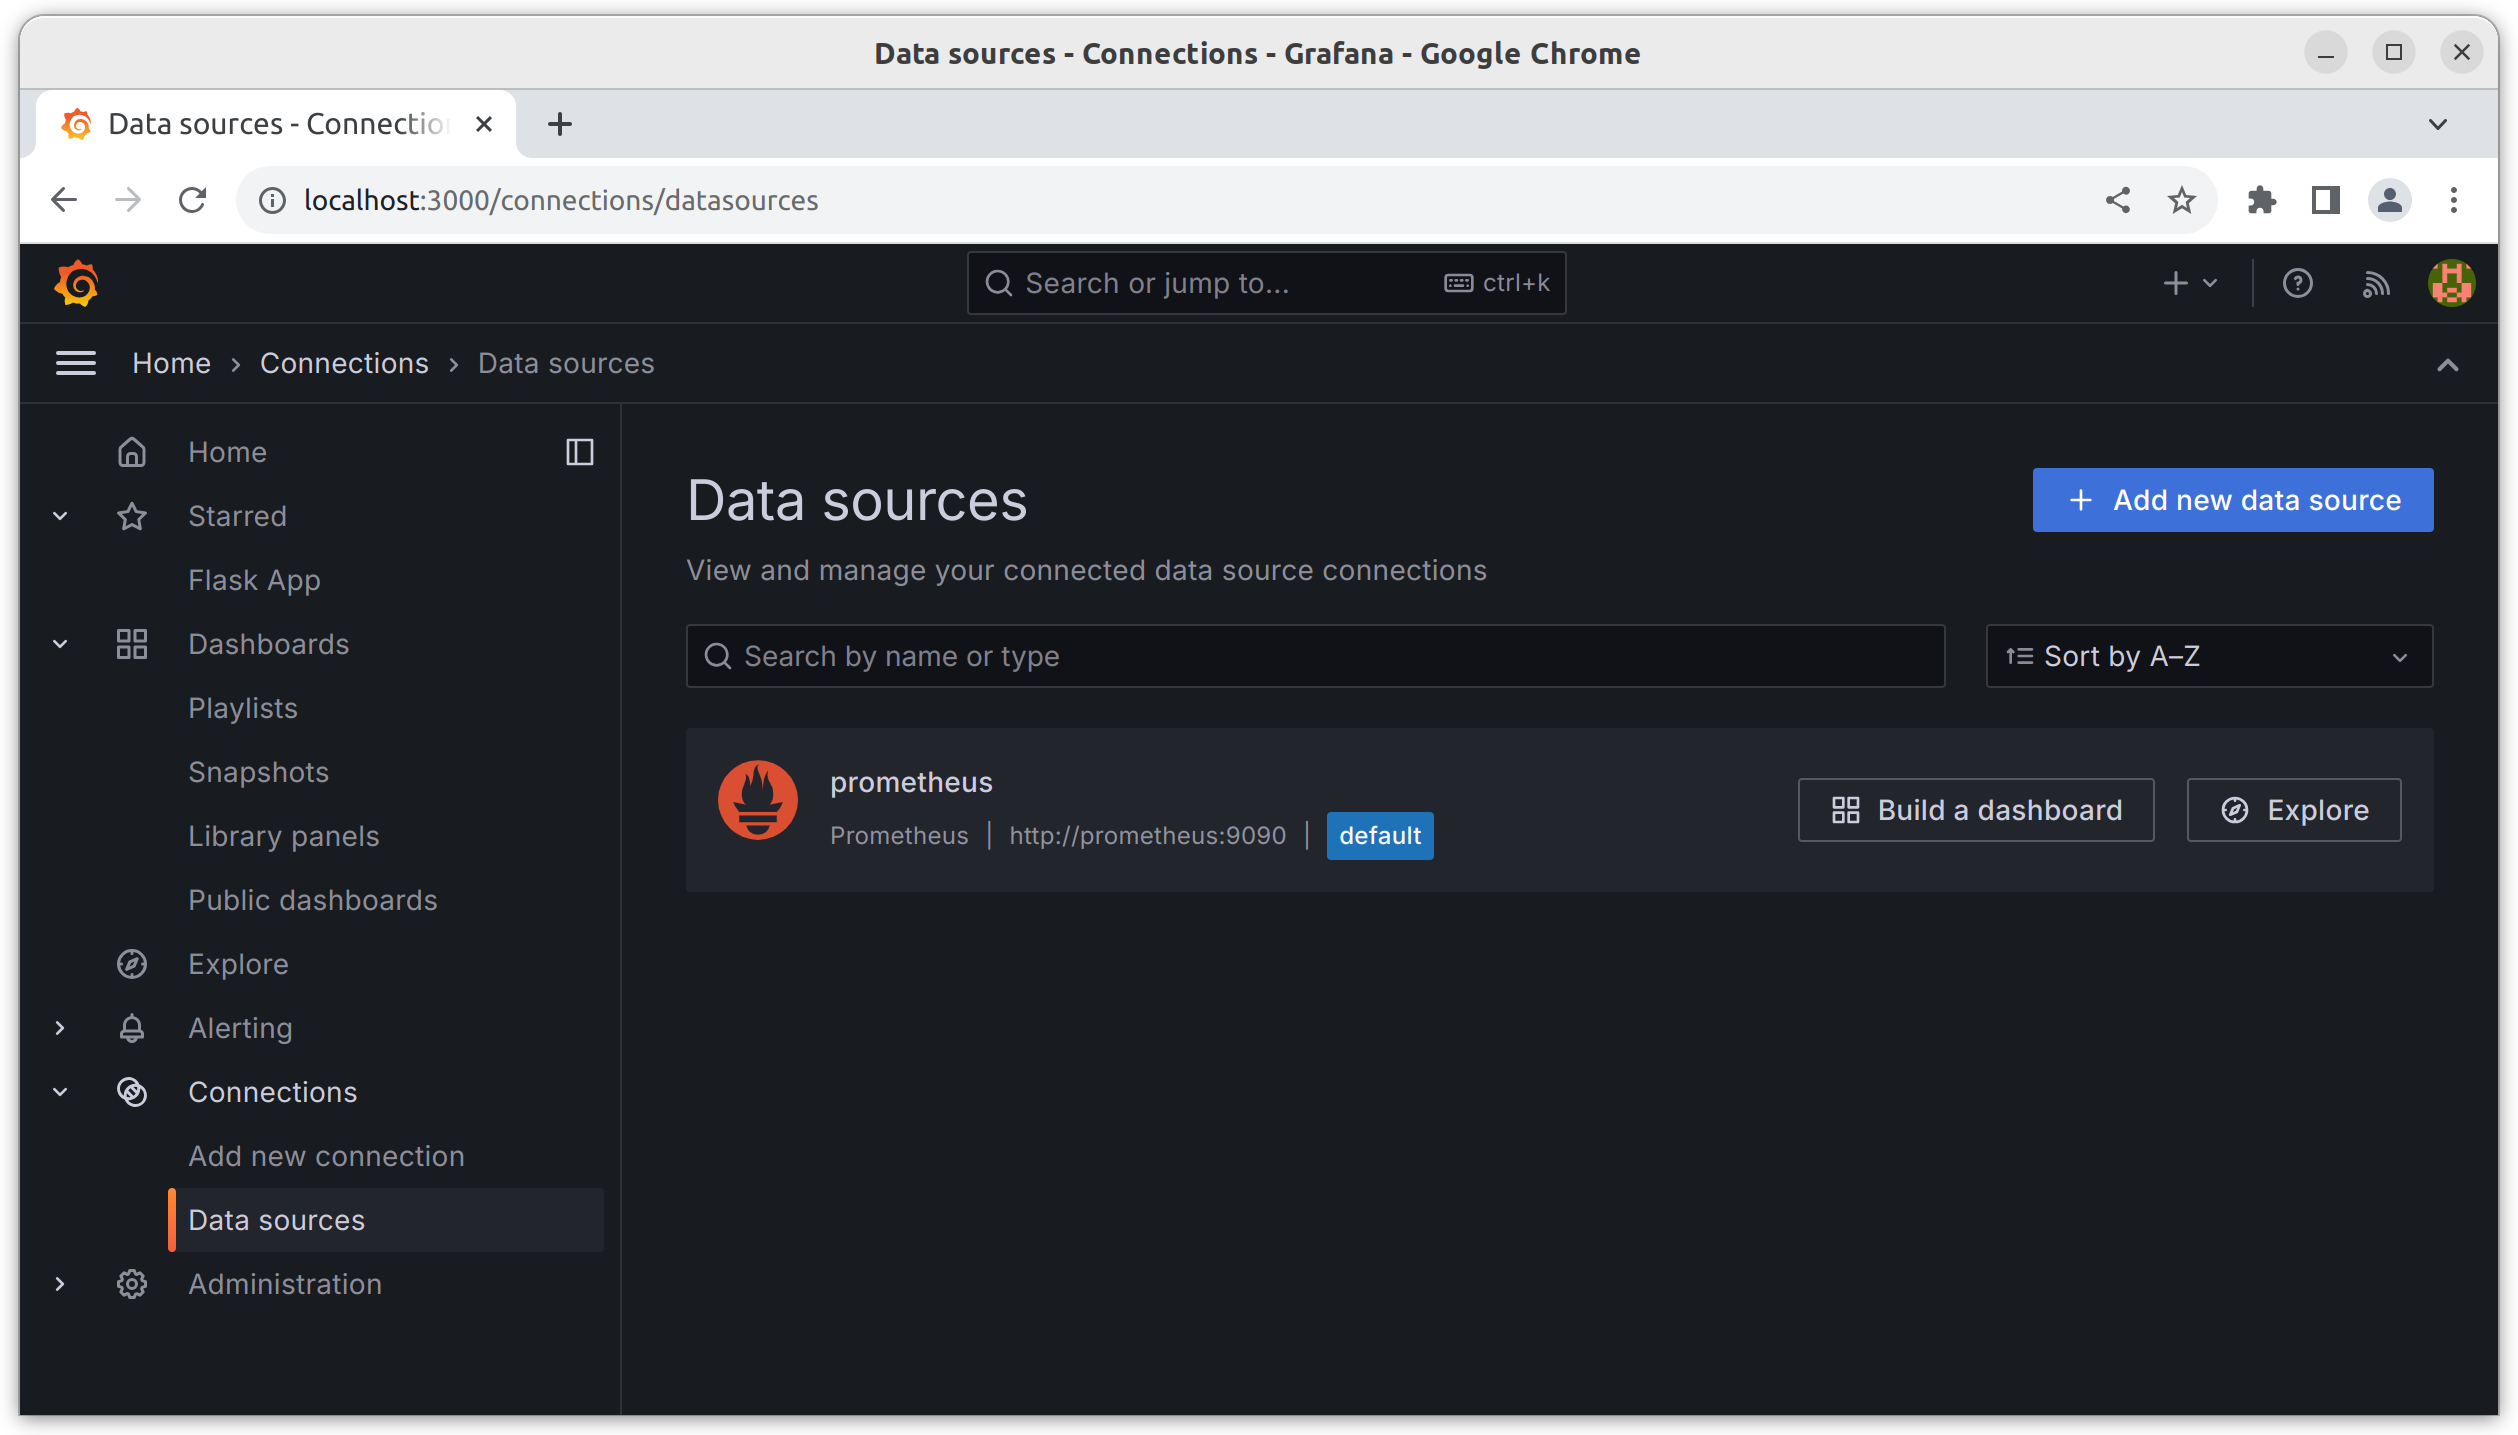 Data sources - Connections - Grafana - Google Chrome
Data sources - Connectio
localhost:3000/connections/datasources
Search or jump to... ctrl+k
Home Connections Data sources
Home
Starred
Flask App
Dashboards
Playlists
Snapshots
Library panels
Public dashboards
Explore
Alerting
Connections
Add new connection
Data sources
Administration
Data sources
Add new data source
View and manage your connected data source connections
Search by name or type
Sort by A–Z
prometheus
Prometheus | http://prometheus:9090 | default
Build a dashboard
Explore